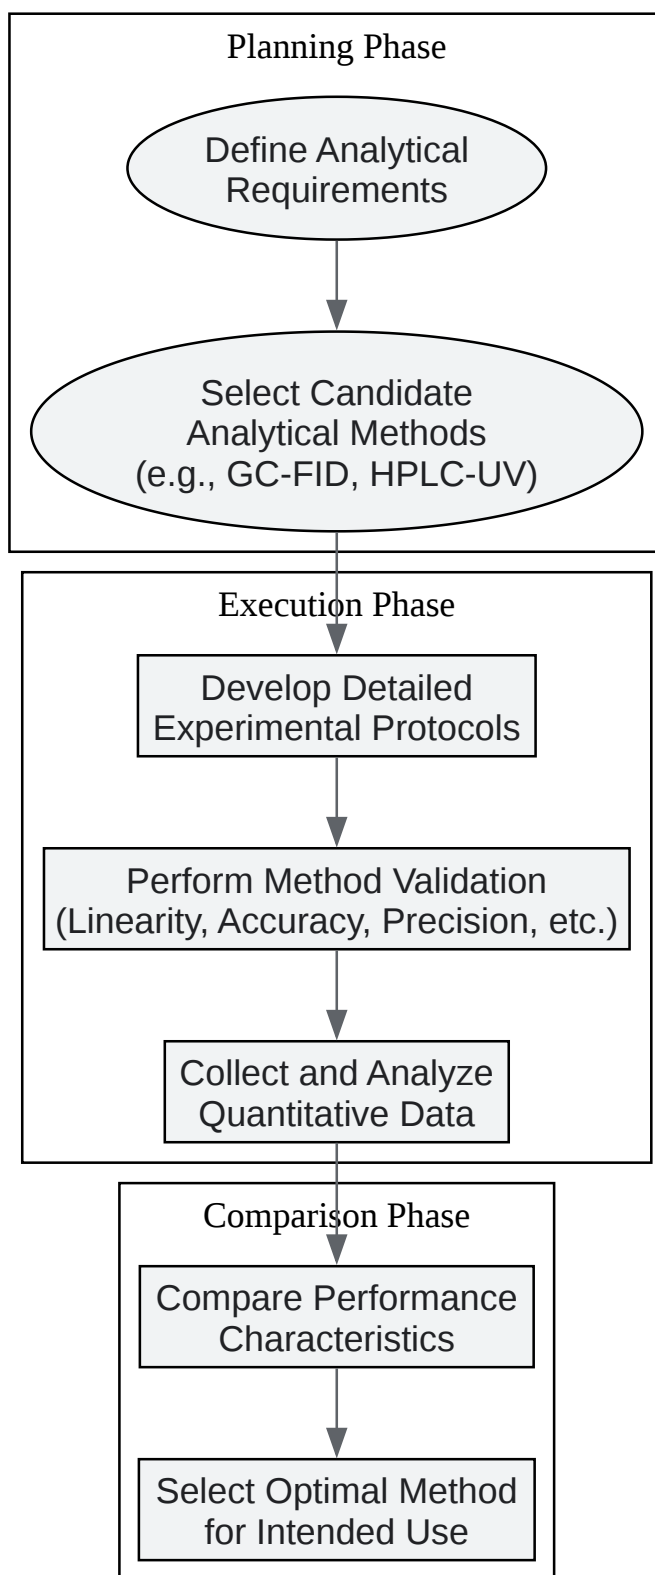 Planning Phase
Define Analytical
Requirements
Select Candidate
Analytical Methods
(e.g., GC-FID, HPLC-UV)
Execution Phase
Develop Detailed
Experimental Protocols
Perform Method Validation
(Linearity, Accuracy, Precision, etc.)
Collect and Analyze
Quantitative Data
Comparison Phase
Compare Performance
Characteristics
Select Optimal Method
for Intended Use